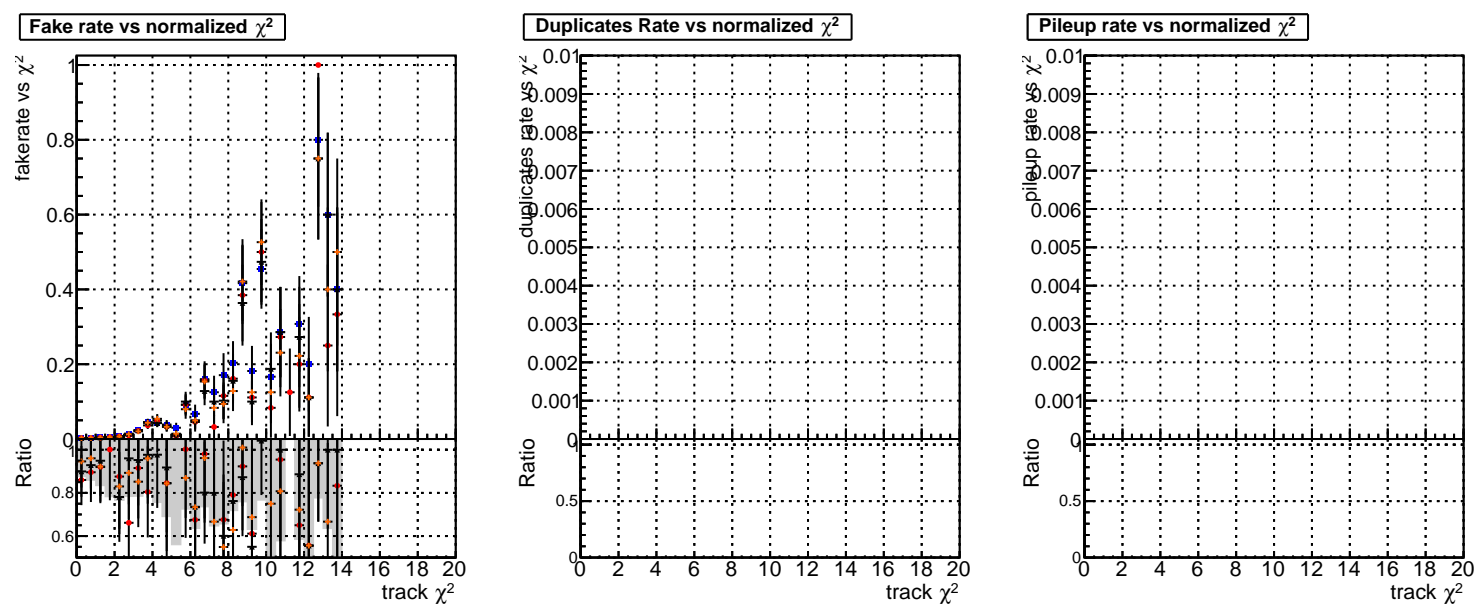 Fake rate vs normalized χ²
fakerate vs χ²
1
0.8
0.6
0.4
0.2
0
Ratio
1
0.8
0.6
0 2 4 6 8 10 12 14 16 18 20
track χ²
Duplicates Rate vs normalized χ²
duplicates rate vs χ²
0.01
0.009
0.008
0.007
0.006
0.005
0.004
0.003
0.002
0.001
0
Ratio
1
0.5
0
0 2 4 6 8 10 12 14 16 18 20
track χ²
Pileup rate vs normalized χ²
pileup rate vs χ²
0.01
0.009
0.008
0.007
0.006
0.005
0.004
0.003
0.002
0.001
0
Ratio
1
0.5
0
0 2 4 6 8 10 12 14 16 18 20
track χ²